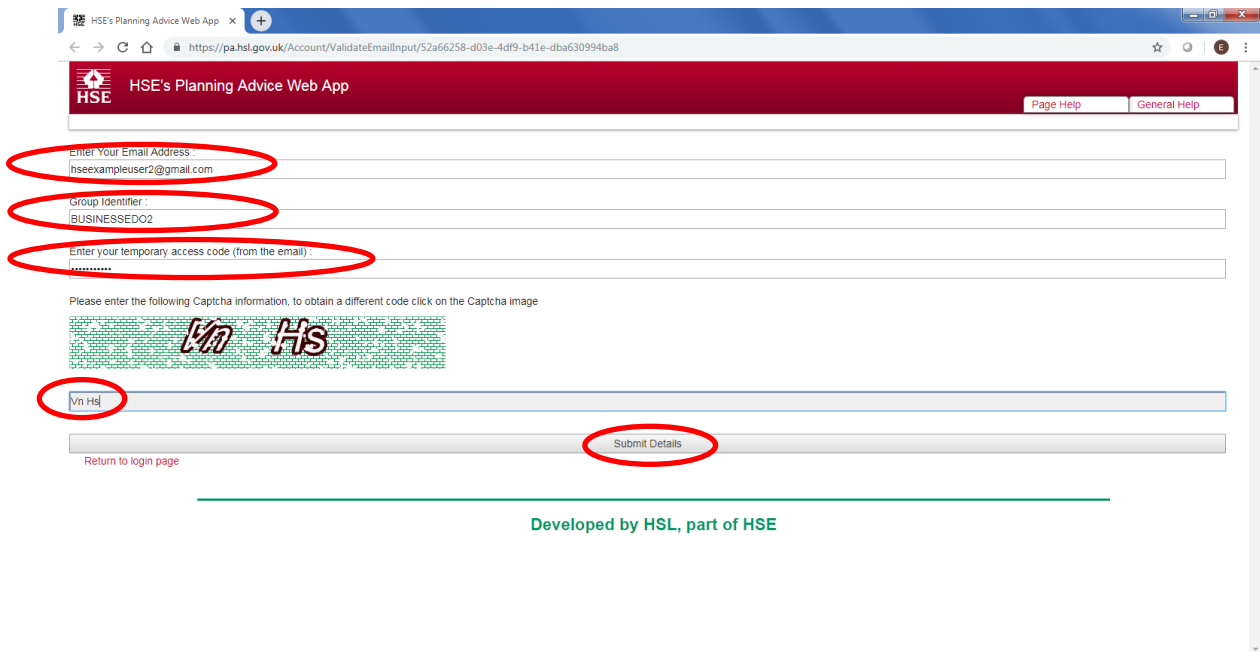 HSE's Planning Advice Web App
https://pa.hsl.gov.uk/Account/ValidateEmailInput/52a66258-d03e-4df9-b41e-dba630994ba8
E
HSE
HSE's Planning Advice Web App
Page Help
General Help
Enter Your Email Address :
hseexampleuser2@gmail.com
Group Identifier :
BUSINESSEDO2
Enter your temporary access code (from the email) :
•••••••••••
Please enter the following Captcha information, to obtain a different code click on the Captcha image
Vn Hs
Vn Hs
Submit Details
Return to login page
Developed by HSL, part of HSE